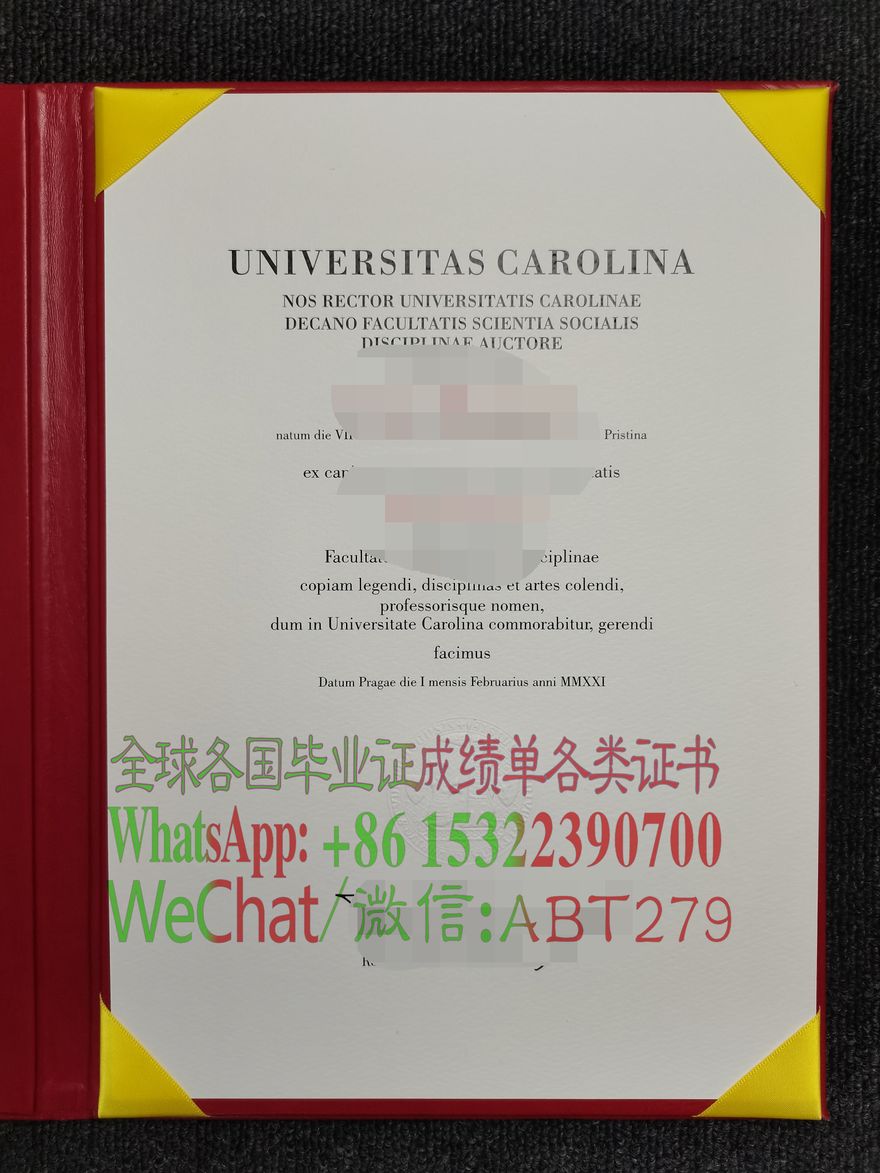 UNIVERSITAS CAROLINA
NOS RECTOR UNIVERSITATIS CAROLINAE
DECANO FACULTATIS SCIENTIA SOCIALIS
DISCIPLINAE AUCTORE
natum die Pristina
ex
copiam legendi, disciplinas et artes colendi,
professorisque nomen,
dum in Universitate Carolina commorabitur, gerendi
facimus
Datum Pragae die I mensis Februarius anni MMXXI
全球各国毕业证成绩单各类证书
WhatsApp: +86 15322390700
WeChat/微信:ABT279